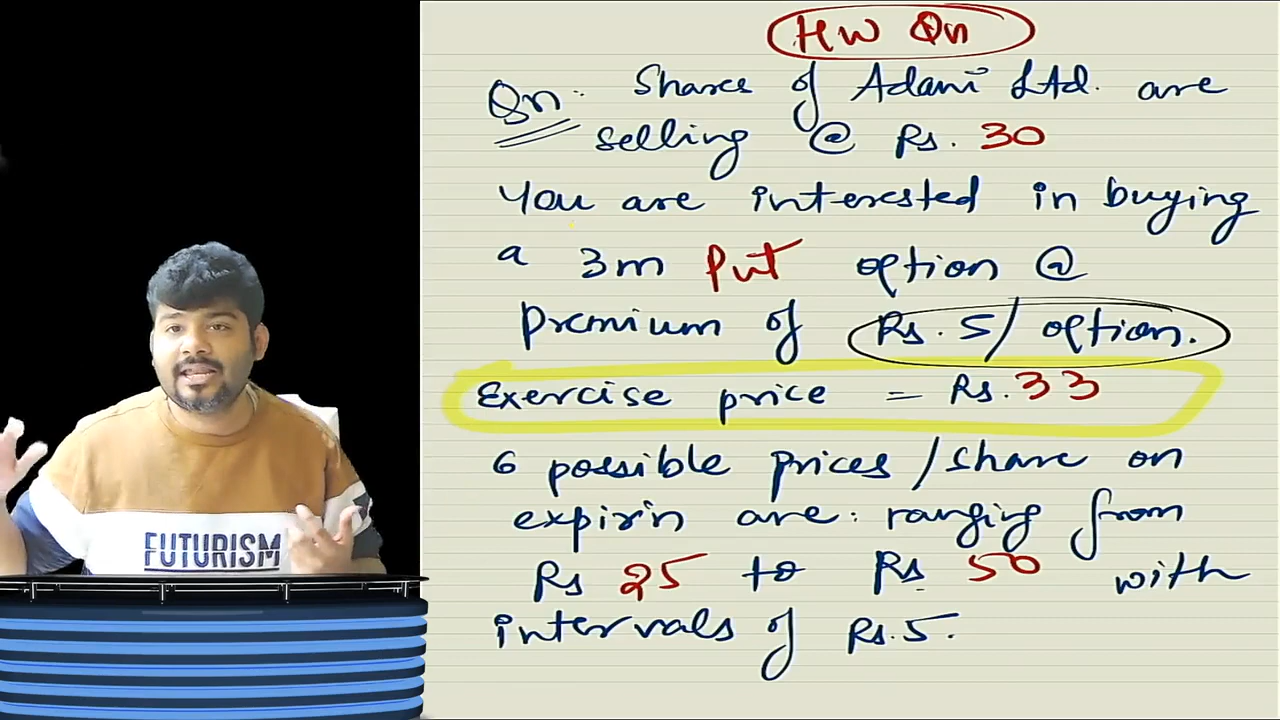 HW Qn
Qn: Shares of Adani Ltd. are
selling @ Rs. 30
You are interested in buying
a 3m Put option @
premium of Rs. 5/ option.
Exercise price = Rs. 33
6 possible prices / share on
expirin are: ranging from
Rs 25 to Rs 50 with
intervals of Rs. 5.
FUTURISM